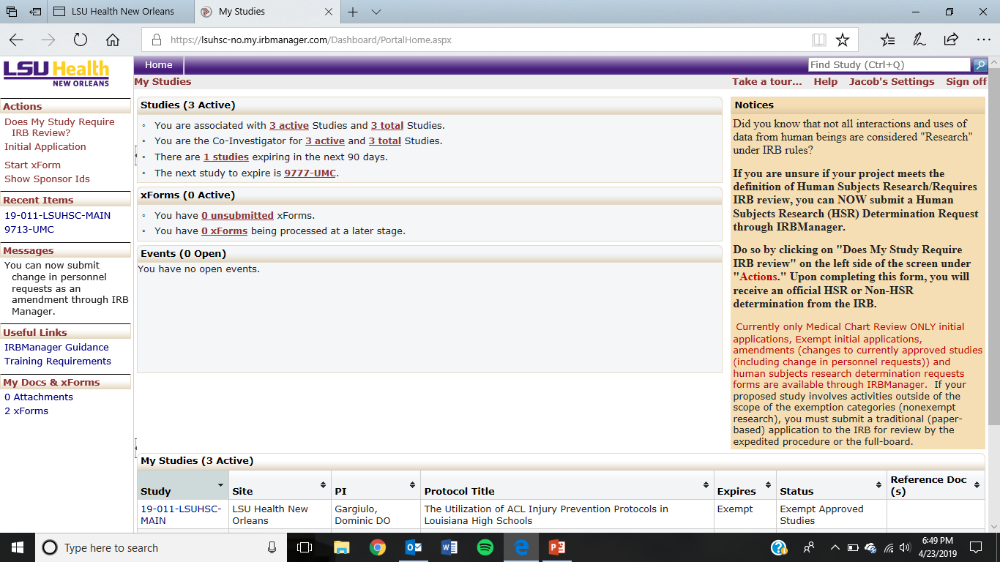 LSU Health New Orleans
My Studies
https://lsuhsc-no.my.irbmanager.com/Dashboard/PortalHome.aspx
LSU Health
NEW ORLEANS
Home
Find Study (Ctrl+Q)
My Studies
Take a tour... Help Jacob's Settings Sign off
Actions
Does My Study Require
IRB Review?
Initial Application
Start xForm
Show Sponsor Ids
Recent Items
19-011-LSUHSC-MAIN
9713-UMC
Messages
You can now submit
change in personnel
requests as an
amendment through IRB
Manager.
Useful Links
IRBManager Guidance
Training Requirements
My Docs & xForms
0 Attachments
2 xForms
Studies (3 Active)
You are associated with 3 active Studies and 3 total Studies.
You are the Co-Investigator for 3 active and 3 total Studies.
There are 1 studies expiring in the next 90 days.
The next study to expire is 9777-UMC.
xForms (0 Active)
You have 0 unsubmitted xForms.
You have 0 xForms being processed at a later stage.
Events (0 Open)
You have no open events.
Notices
Did you know that not all interactions and uses of
data from human beings are considered "Research"
under IRB rules?
If you are unsure if your project meets the
definition of Human Subjects Research/Requires
IRB review, you can NOW submit a Human
Subjects Research (HSR) Determination Request
through IRBManager.
Do so by clicking on "Does My Study Require
IRB review" on the left side of the screen under
"Actions." Upon completing this form, you will
receive an official HSR or Non-HSR
determination from the IRB.
Currently only Medical Chart Review ONLY initial
applications, Exempt initial applications,
amendments (changes to currently approved studies
(including change in personnel requests)) and
human subjects research determination requests
forms are available through IRBManager. If your
proposed study involves activities outside of the
scope of the exemption categories (nonexempt
research), you must submit a traditional (paper-
based) application to the IRB for review by the
expedited procedure or the full-board.
My Studies (3 Active)
Study Site PI Protocol Title Expires Status Reference Doc
(s)
19-011-LSUHSC- LSU Health New Gargiulo, The Utilization of ACL Injury Prevention Protocols in Exempt Exempt Approved
MAIN Orleans Dominic DO Louisiana High Schools Studies
Type here to search
6:49 PM
4/23/2019